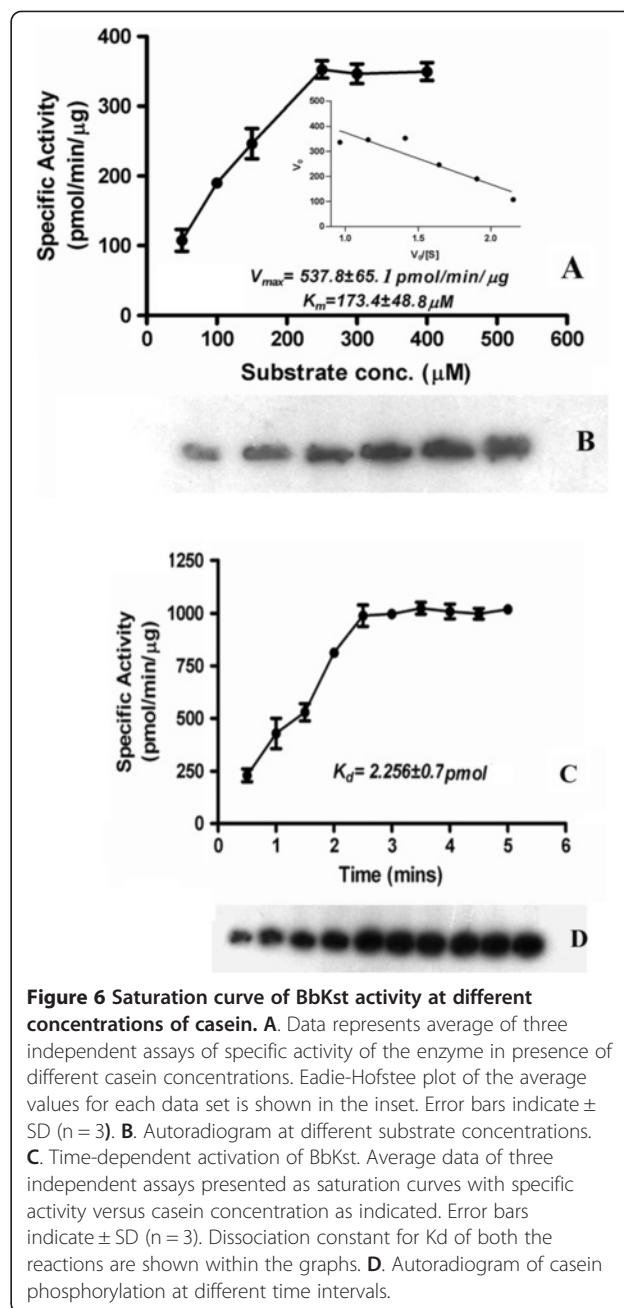 400
300
200
100
0
Specific Activity
(pmol/min/µg)
500
400
300
200
100
0
V₀
1.0 1.5 2.0
V₀/[S]
A
Vmax= 537.8±65.1 pmol/min/µg
Km=173.4±48.8 µM
0 100 200 300 400 500 600
Substrate conc. (µM)
B
1250
1000
750
500
250
0
Specific Activity
(pmol/min/µg)
Kd= 2.256±0.7 pmol
C
0 1 2 3 4 5 6
Time (mins)
D
Figure 6 Saturation curve of BbKst activity at different
concentrations of casein. A. Data represents average of three
independent assays of specific activity of the enzyme in presence of
different casein concentrations. Eadie-Hofstee plot of the average
values for each data set is shown in the inset. Error bars indicate ±
SD (n = 3). B. Autoradiogram at different substrate concentrations.
C. Time-dependent activation of BbKst. Average data of three
independent assays presented as saturation curves with specific
activity versus casein concentration as indicated. Error bars
indicate ± SD (n = 3). Dissociation constant for Kd of both the
reactions are shown within the graphs. D. Autoradiogram of casein
phosphorylation at different time intervals.